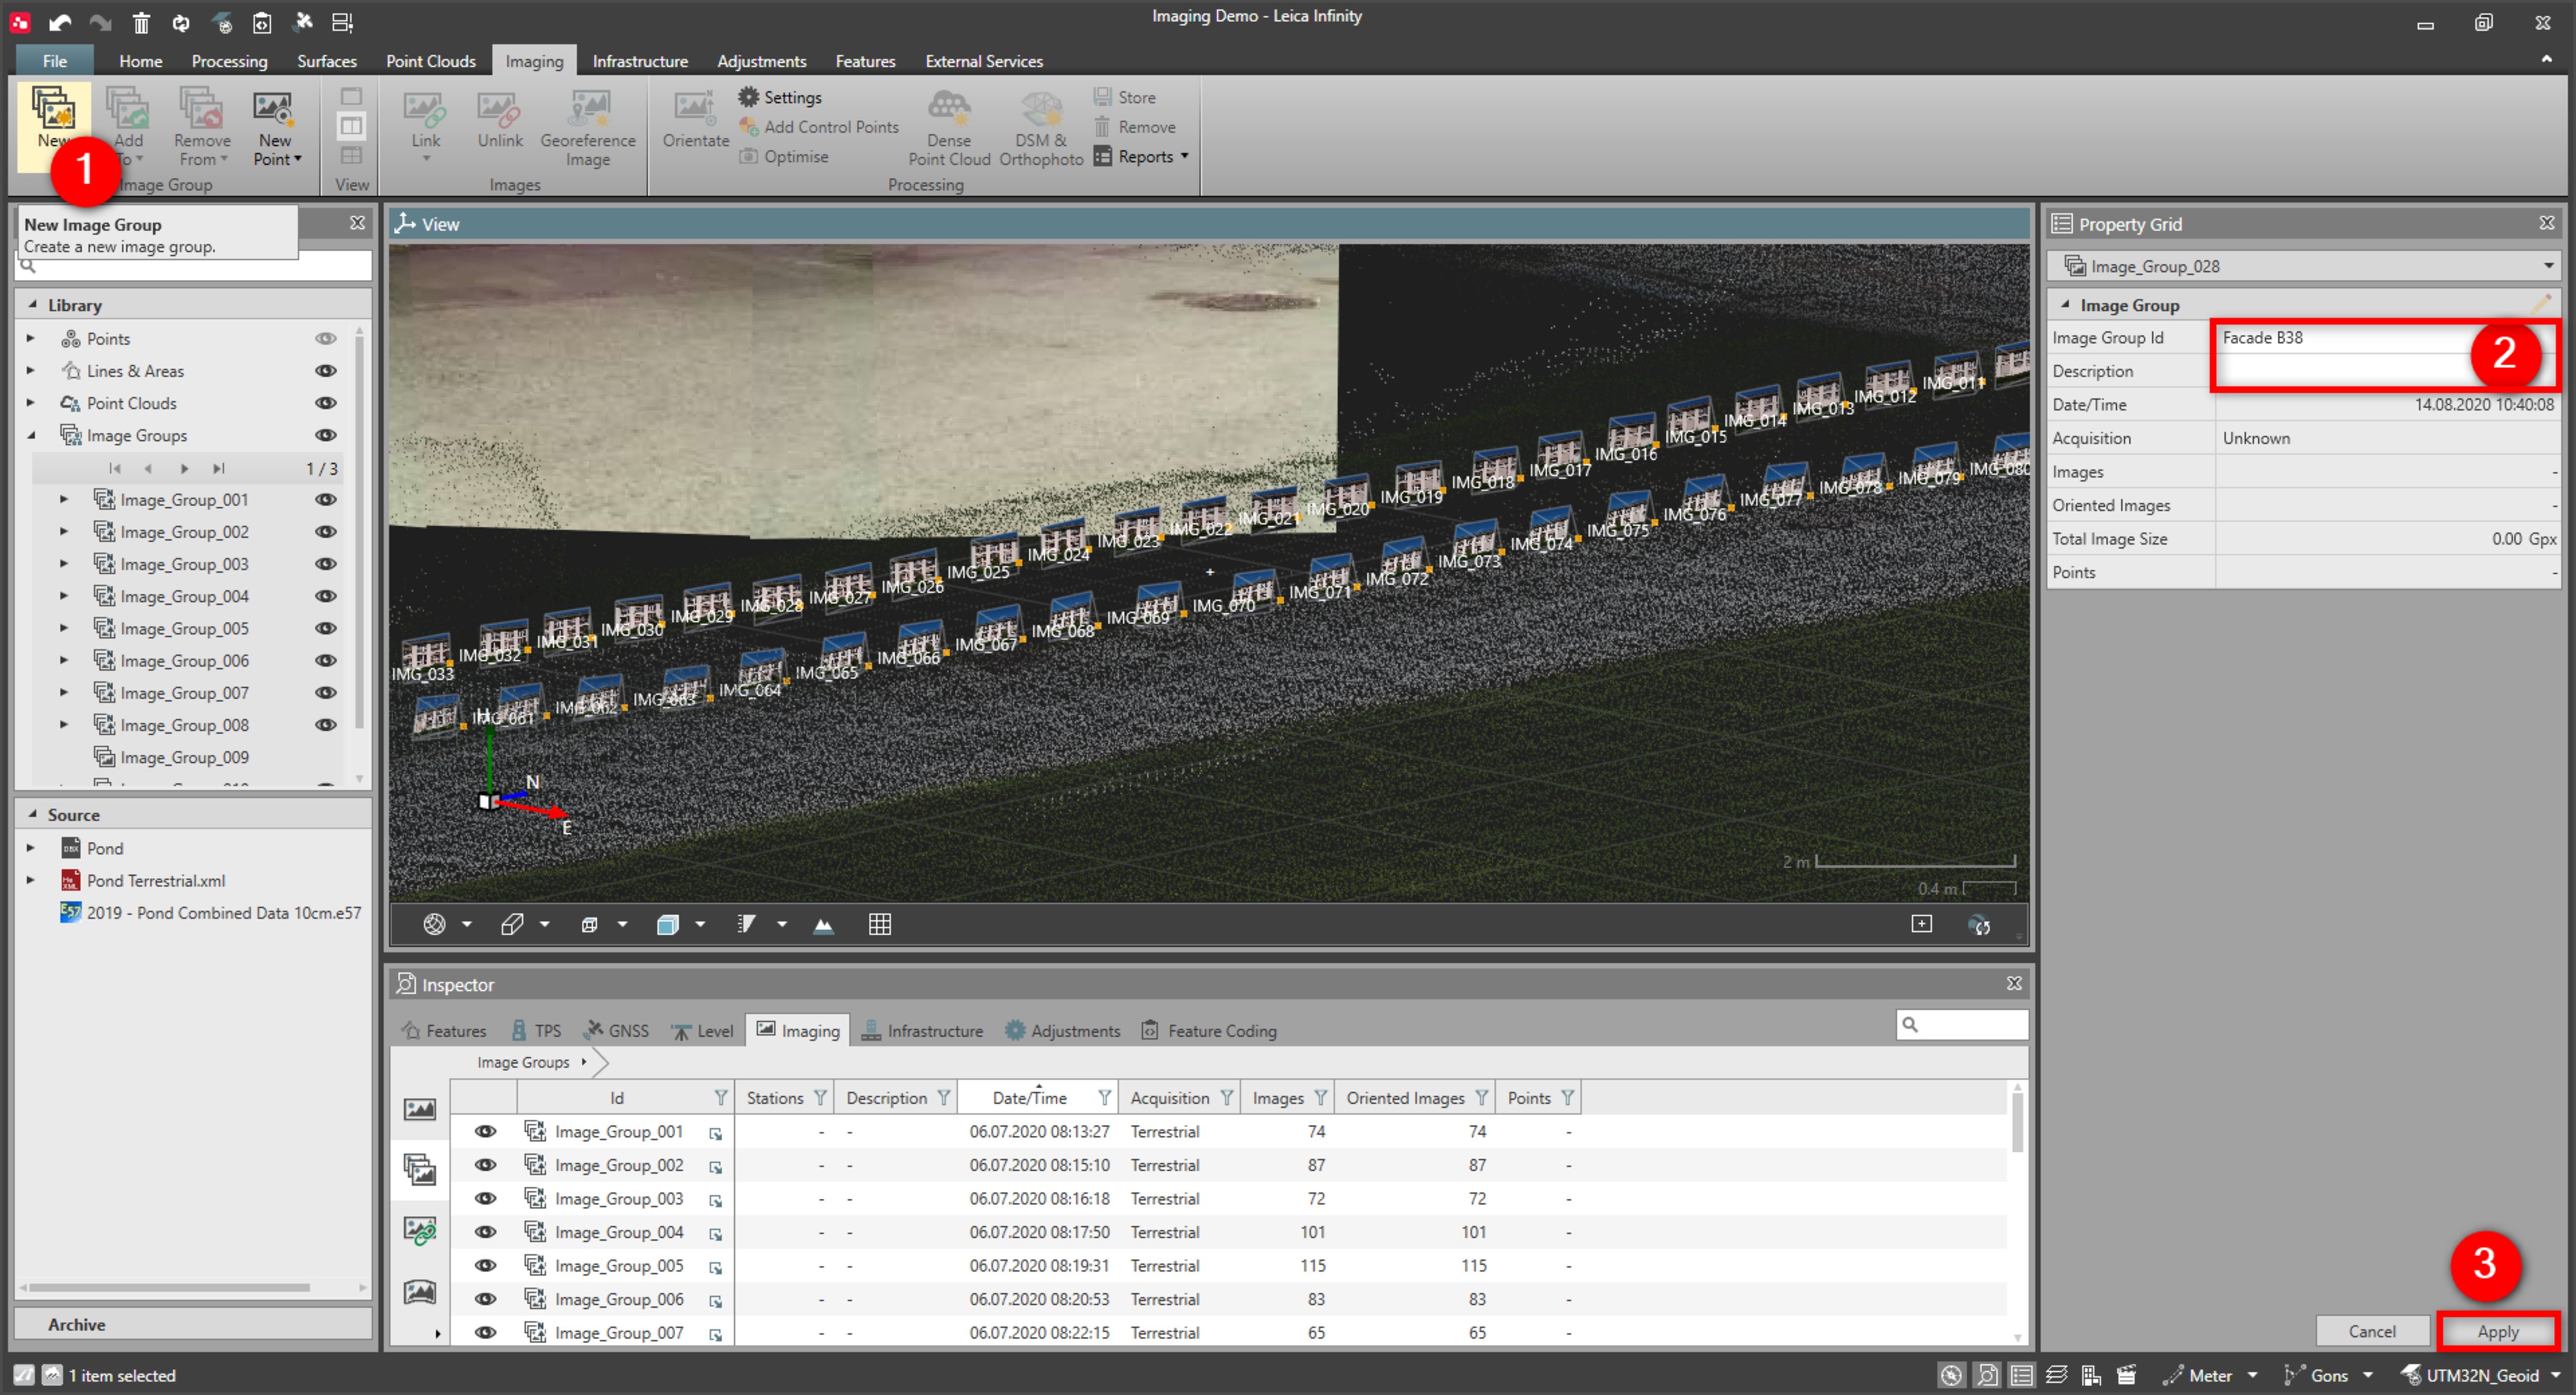 Imaging Demo - Leica Infinity
File Home Processing Surfaces Point Clouds Imaging Infrastructure Adjustments Features External Services
New Add To Remove From New Point
Image Group
View
Link Unlink Georeference Image
Images
Orientate Settings Add Control Points Optimise Dense Point Cloud DSM & Orthophoto Store Remove Reports
Processing
1
New Image Group
Create a new image group.
Library
Points
Lines & Areas
Point Clouds
Image Groups
1 / 3
Image_Group_001
Image_Group_002
Image_Group_003
Image_Group_004
Image_Group_005
Image_Group_006
Image_Group_007
Image_Group_008
Image_Group_009
Source
DBX Pond
Pond Terrestrial.xml
E57 2019 - Pond Combined Data 10cm.e57
Archive
View
IMG_033 IMG_032 IMG_031 IMG_030 IMG_029 IMG_028 IMG_027 IMG_026 IMG_025 IMG_024 IMG_023 IMG_022 IMG_021 IMG_020 IMG_019 IMG_018 IMG_017 IMG_016 IMG_015 IMG_014 IMG_013 IMG_012 IMG_011
IMG_061 IMG_062 IMG_063 IMG_064 IMG_065 IMG_066 IMG_067 IMG_068 IMG_069 IMG_070 IMG_071 IMG_072 IMG_073 IMG_074 IMG_075 IMG_076 IMG_077 IMG_078 IMG_079 IMG_080
H
N
E
2 m
0.4 m
Inspector
Features TPS GNSS Level Imaging Infrastructure Adjustments Feature Coding
Image Groups
Id Stations Description Date/Time Acquisition Images Oriented Images Points
Image_Group_001 - - 06.07.2020 08:13:27 Terrestrial 74 74 -
Image_Group_002 - - 06.07.2020 08:15:10 Terrestrial 87 87 -
Image_Group_003 - - 06.07.2020 08:16:18 Terrestrial 72 72 -
Image_Group_004 - - 06.07.2020 08:17:50 Terrestrial 101 101 -
Image_Group_005 - - 06.07.2020 08:19:31 Terrestrial 115 115 -
Image_Group_006 - - 06.07.2020 08:20:53 Terrestrial 83 83 -
Image_Group_007 - - 06.07.2020 08:22:15 Terrestrial 65 65 -
Property Grid
Image_Group_028
Image Group
Image Group Id Facade B38
2
Description
Date/Time 14.08.2020 10:40:08
Acquisition Unknown
Images -
Oriented Images -
Total Image Size 0.00 Gpx
Points -
3
Cancel Apply
1 item selected
Meter Gons UTM32N_Geoid